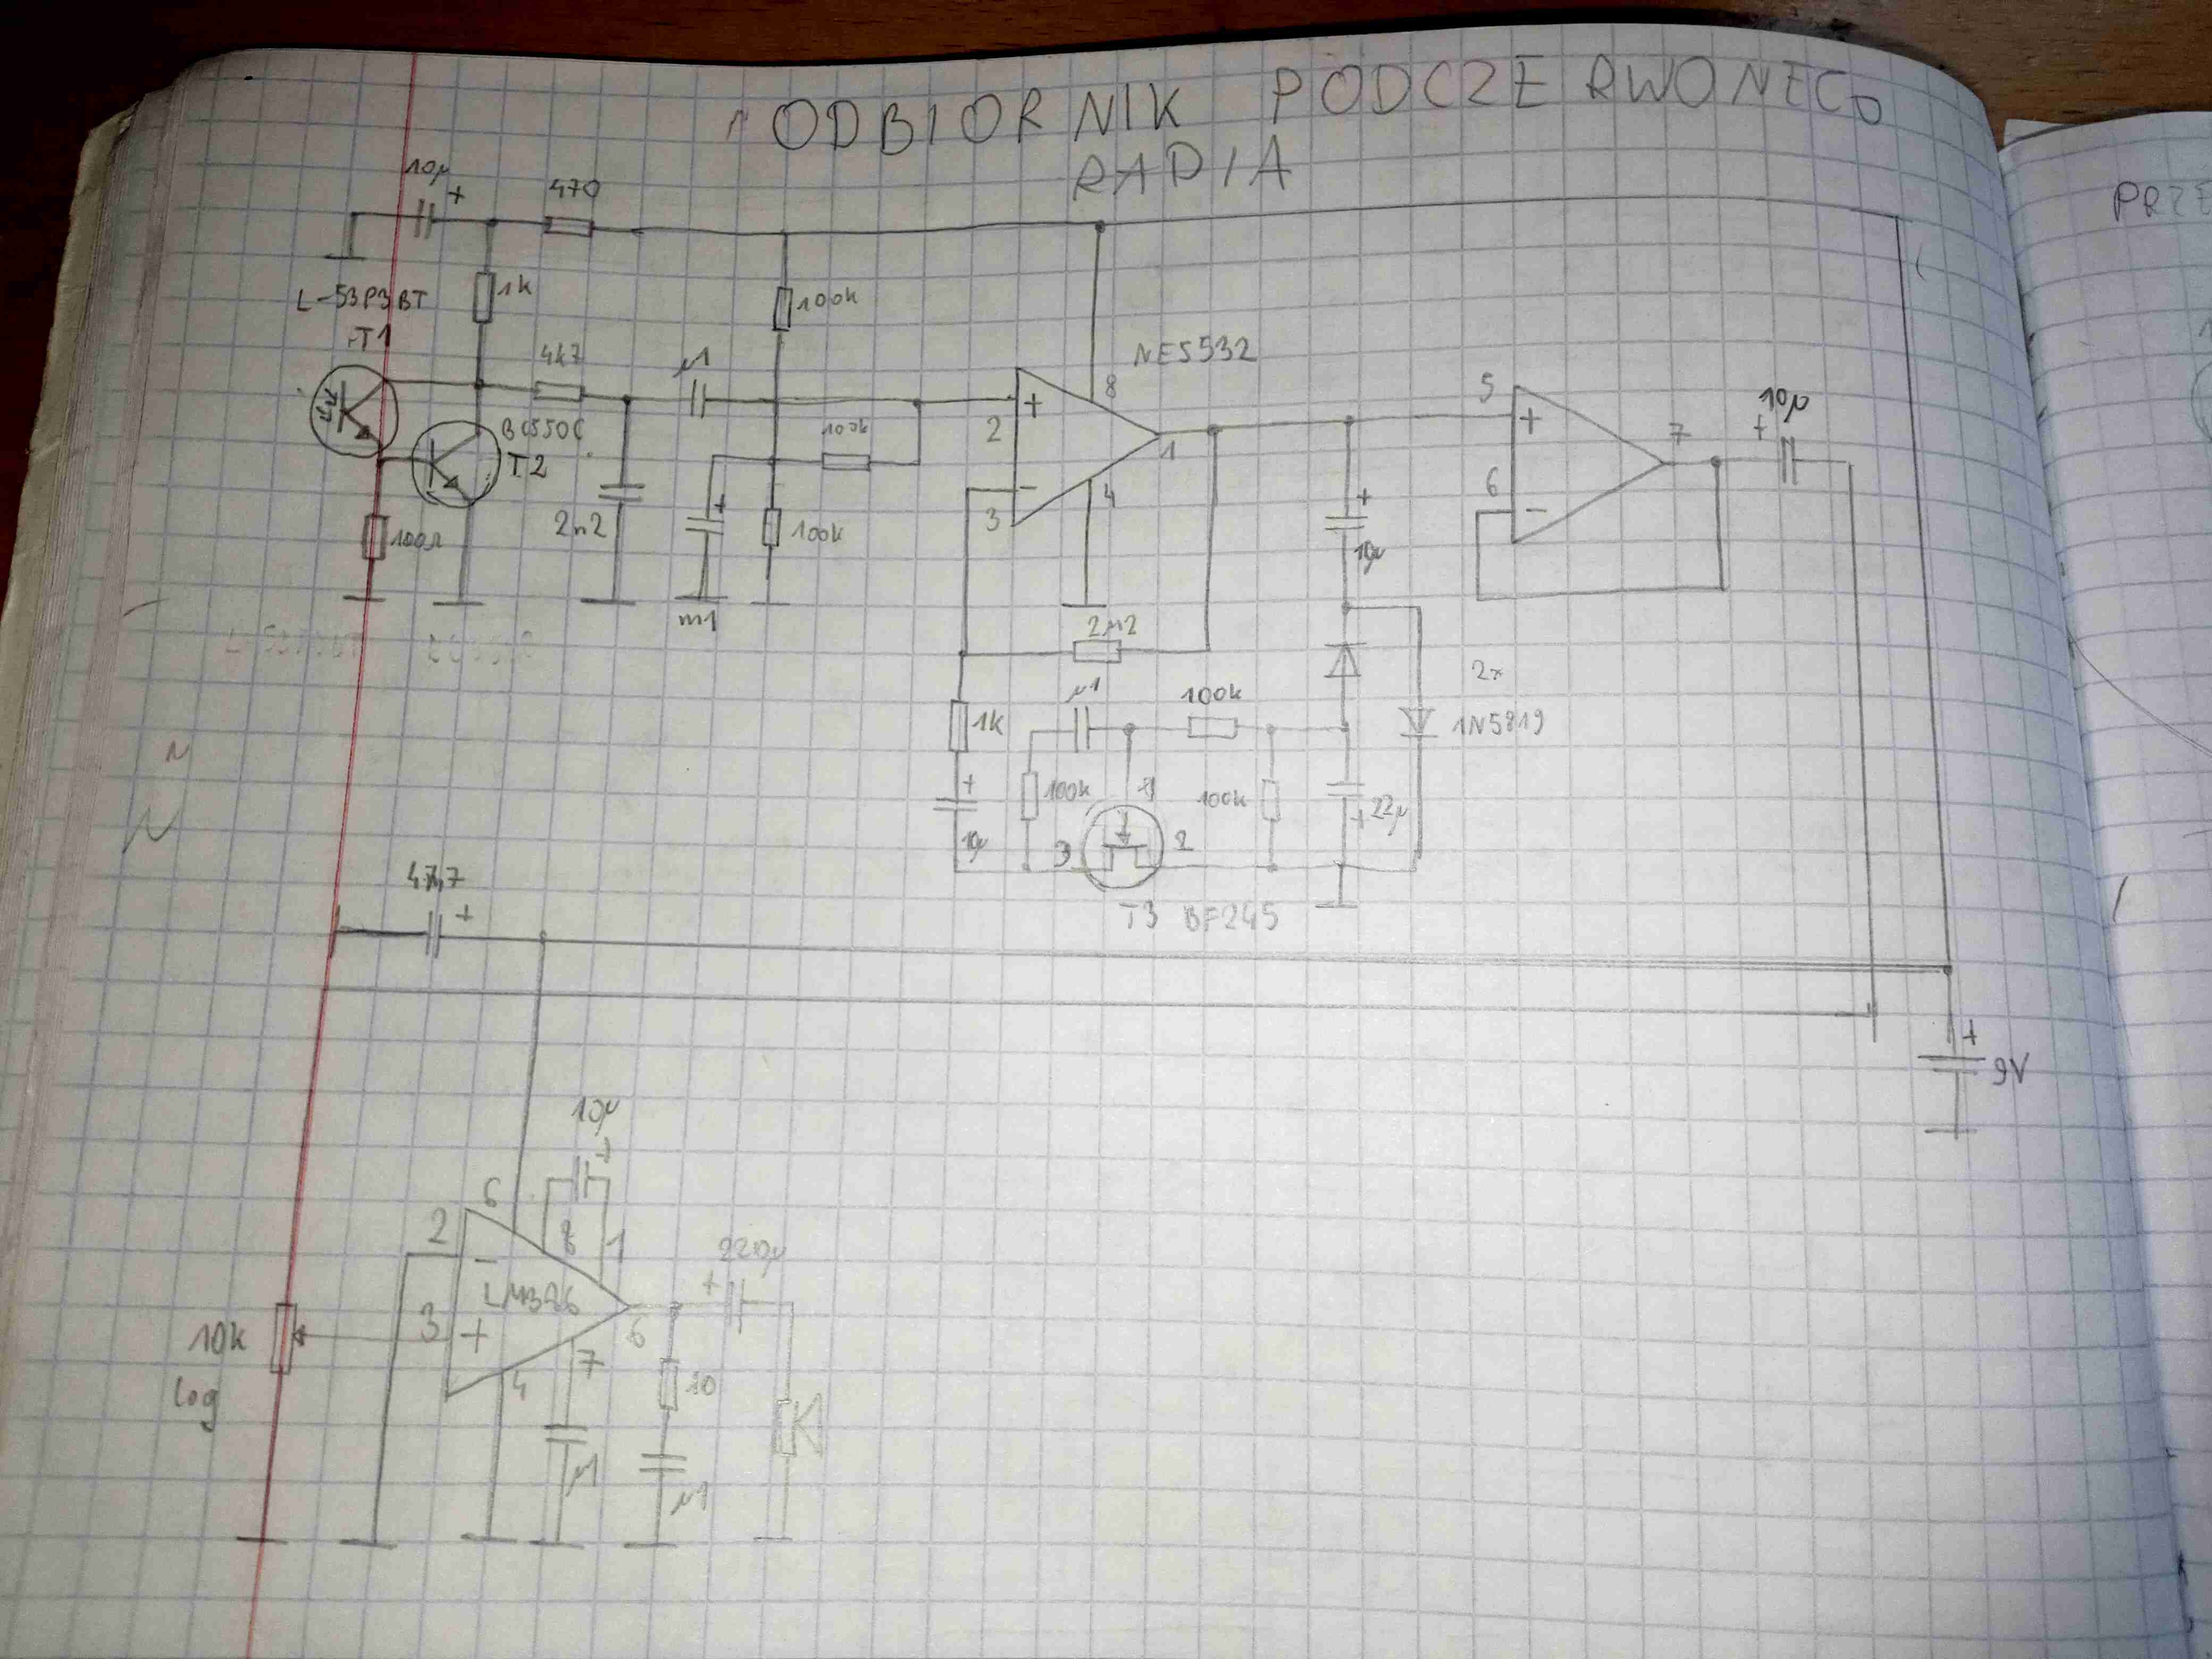 ODBIORNIK PODCZERWONEGO
RADIA
PRZE
10µ
+
470
L-53P3BT
T1
1k
100k
4k7
µ1
NE5532
8
+
2
1
5
+
7
10µ
+
BC550C
T2
100k
4
-
3
6
-
100Ω
2n2
+
100k
+
10µ
m1
2M2
2x
1N5819
1k
µ1
100k
+
10µ
100k
100k
+ 22µ
3
2
T3 BF245
+
+
9V
10µ
+
6
2
8
1
-
220µ
+
LM386
10k
log
3
+
6
4
7
10
µ1
µ1